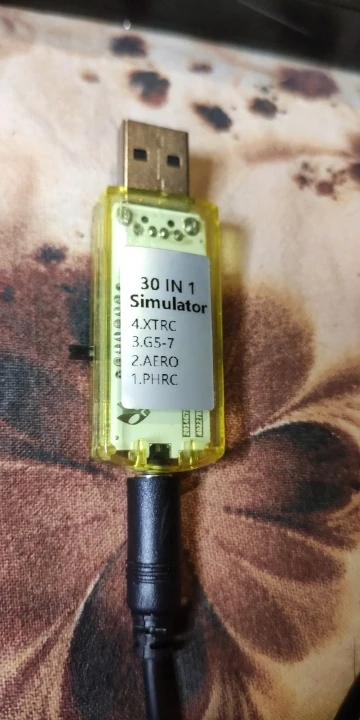 30 IN 1
Simulator
4.XTRC
3.G5-7
2.AERO
1.PHRC